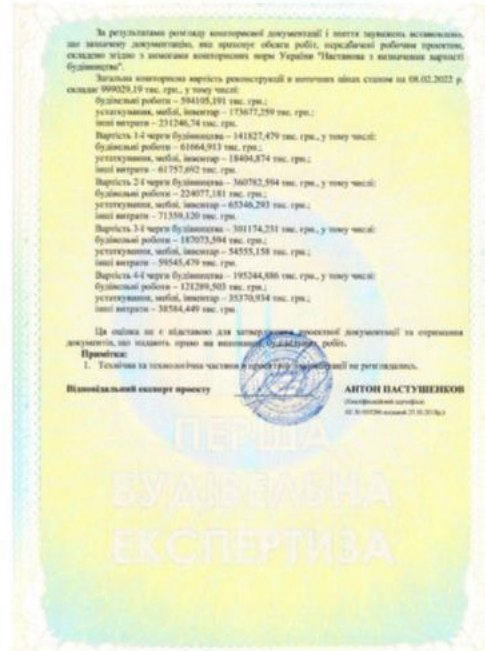 За результатами розгляду кошторисної документації і зняття зауважень встановлено,
що зазначену документацію, яка враховує обсяги робіт, передбачені робочим проектом,
складено згідно з вимогами кошторисних норм України "Настанова з визначення вартості
будівництва".
Загальна кошторисна вартість реконструкції в поточних цінах станом на 08.02.2022 р.
складає 999029,19 тис. грн., у тому числі:
будівельні роботи – 594105,191 тис. грн.;
устаткування, меблі, інвентар – 173677,259 тис. грн.;
інші витрати – 231246,74 тис. грн.
Вартість 1-ї черги будівництва – 141827,479 тис. грн., у тому числі:
будівельні роботи – 61664,913 тис. грн.;
устаткування, меблі, інвентар – 18404,874 тис. грн.;
інші витрати – 61757,692 тис. грн.
Вартість 2-ї черги будівництва – 360782,594 тис. грн., у тому числі:
будівельні роботи – 224077,181 тис. грн.;
устаткування, меблі, інвентар – 65346,293 тис. грн.;
інші витрати – 71359,120 тис. грн.
Вартість 3-ї черги будівництва – 301174,231 тис. грн., у тому числі:
будівельні роботи – 187073,594 тис. грн.;
устаткування, меблі, інвентар – 54555,158 тис. грн.;
інші витрати – 59545,479 тис. грн.
Вартість 4-ї черги будівництва – 195244,886 тис. грн., у тому числі:
будівельні роботи – 121289,503 тис. грн.;
устаткування, меблі, інвентар – 35370,934 тис. грн.;
інші витрати – 38584,449 тис. грн.
Ця оцінка не є підставою для затвердження проектної документації та отримання
документів, що надають право на виконання будівельних робіт.
Примітка:
1. Технічна та технологічна частини в проектній документації не розглядались.
Відповідальний експерт проекту АНТОН ПАСТУШЕНКОВ
(Кваліфікаційний сертифікат
ПЕРША
БУДІВЕЛЬНА
ЕКСПЕРТИЗА